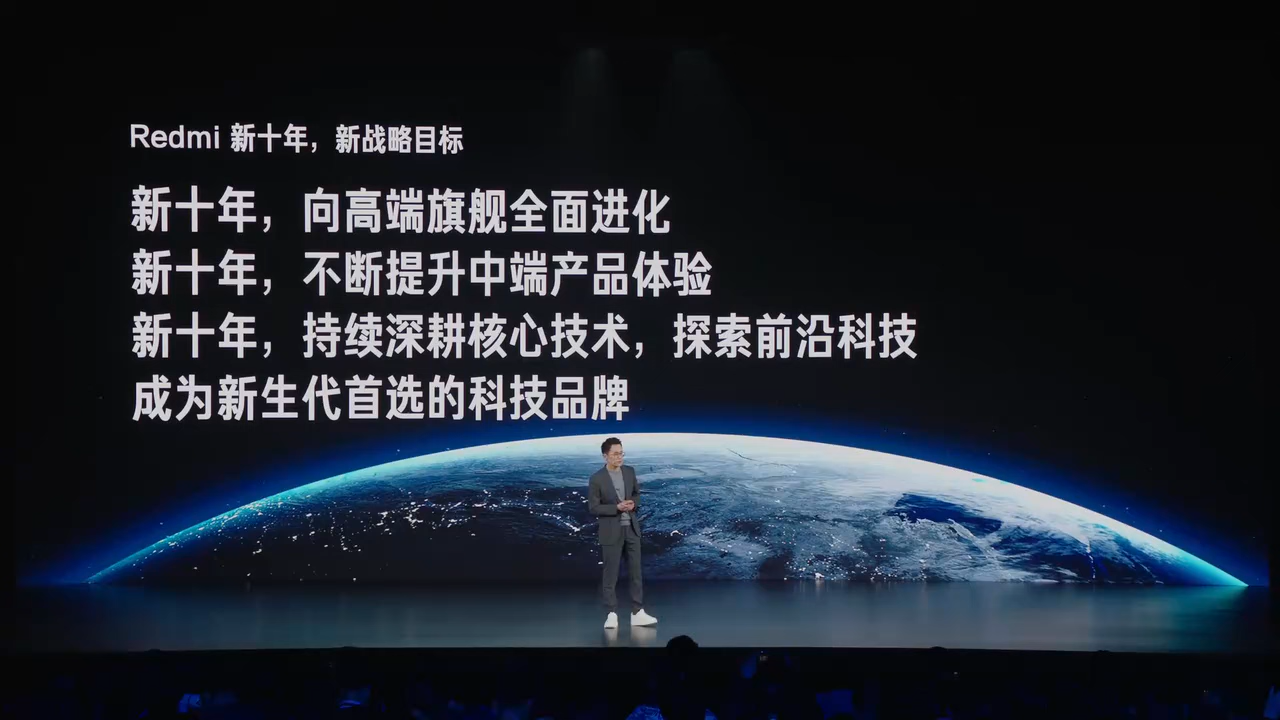 Redmi 新十年，新战略目标
新十年，向高端旗舰全面进化
新十年，不断提升中端产品体验
新十年，持续深耕核心技术，探索前沿科技
成为新生代首选的科技品牌